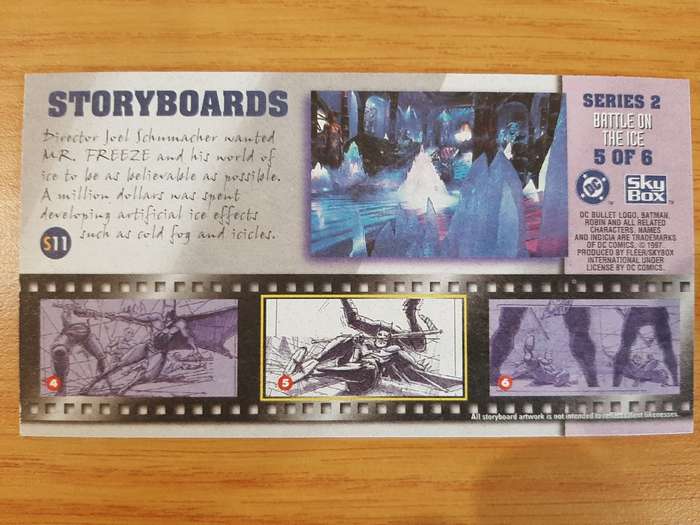 STORYBOARDS
Director Joel Schumacher wanted
MR. FREEZE and his world of
ice to be as believable as possible.
A million dollars was spent
developing artificial ice effects
such as cold fog and icicles.
S11
SERIES 2
BATTLE ON
THE ICE
5 OF 6
DC TM
SKY
BOX TM
DC BULLET LOGO, BATMAN,
ROBIN AND ALL RELATED
CHARACTERS, NAMES
AND INDICIA ARE TRADEMARKS
OF DC COMICS. © 1997
PRODUCED BY FLEER/SKYBOX
INTERNATIONAL UNDER
LICENSE BY DC COMICS.
4
5
6
All storyboard artwork is not intended to reflect talent likenesses.